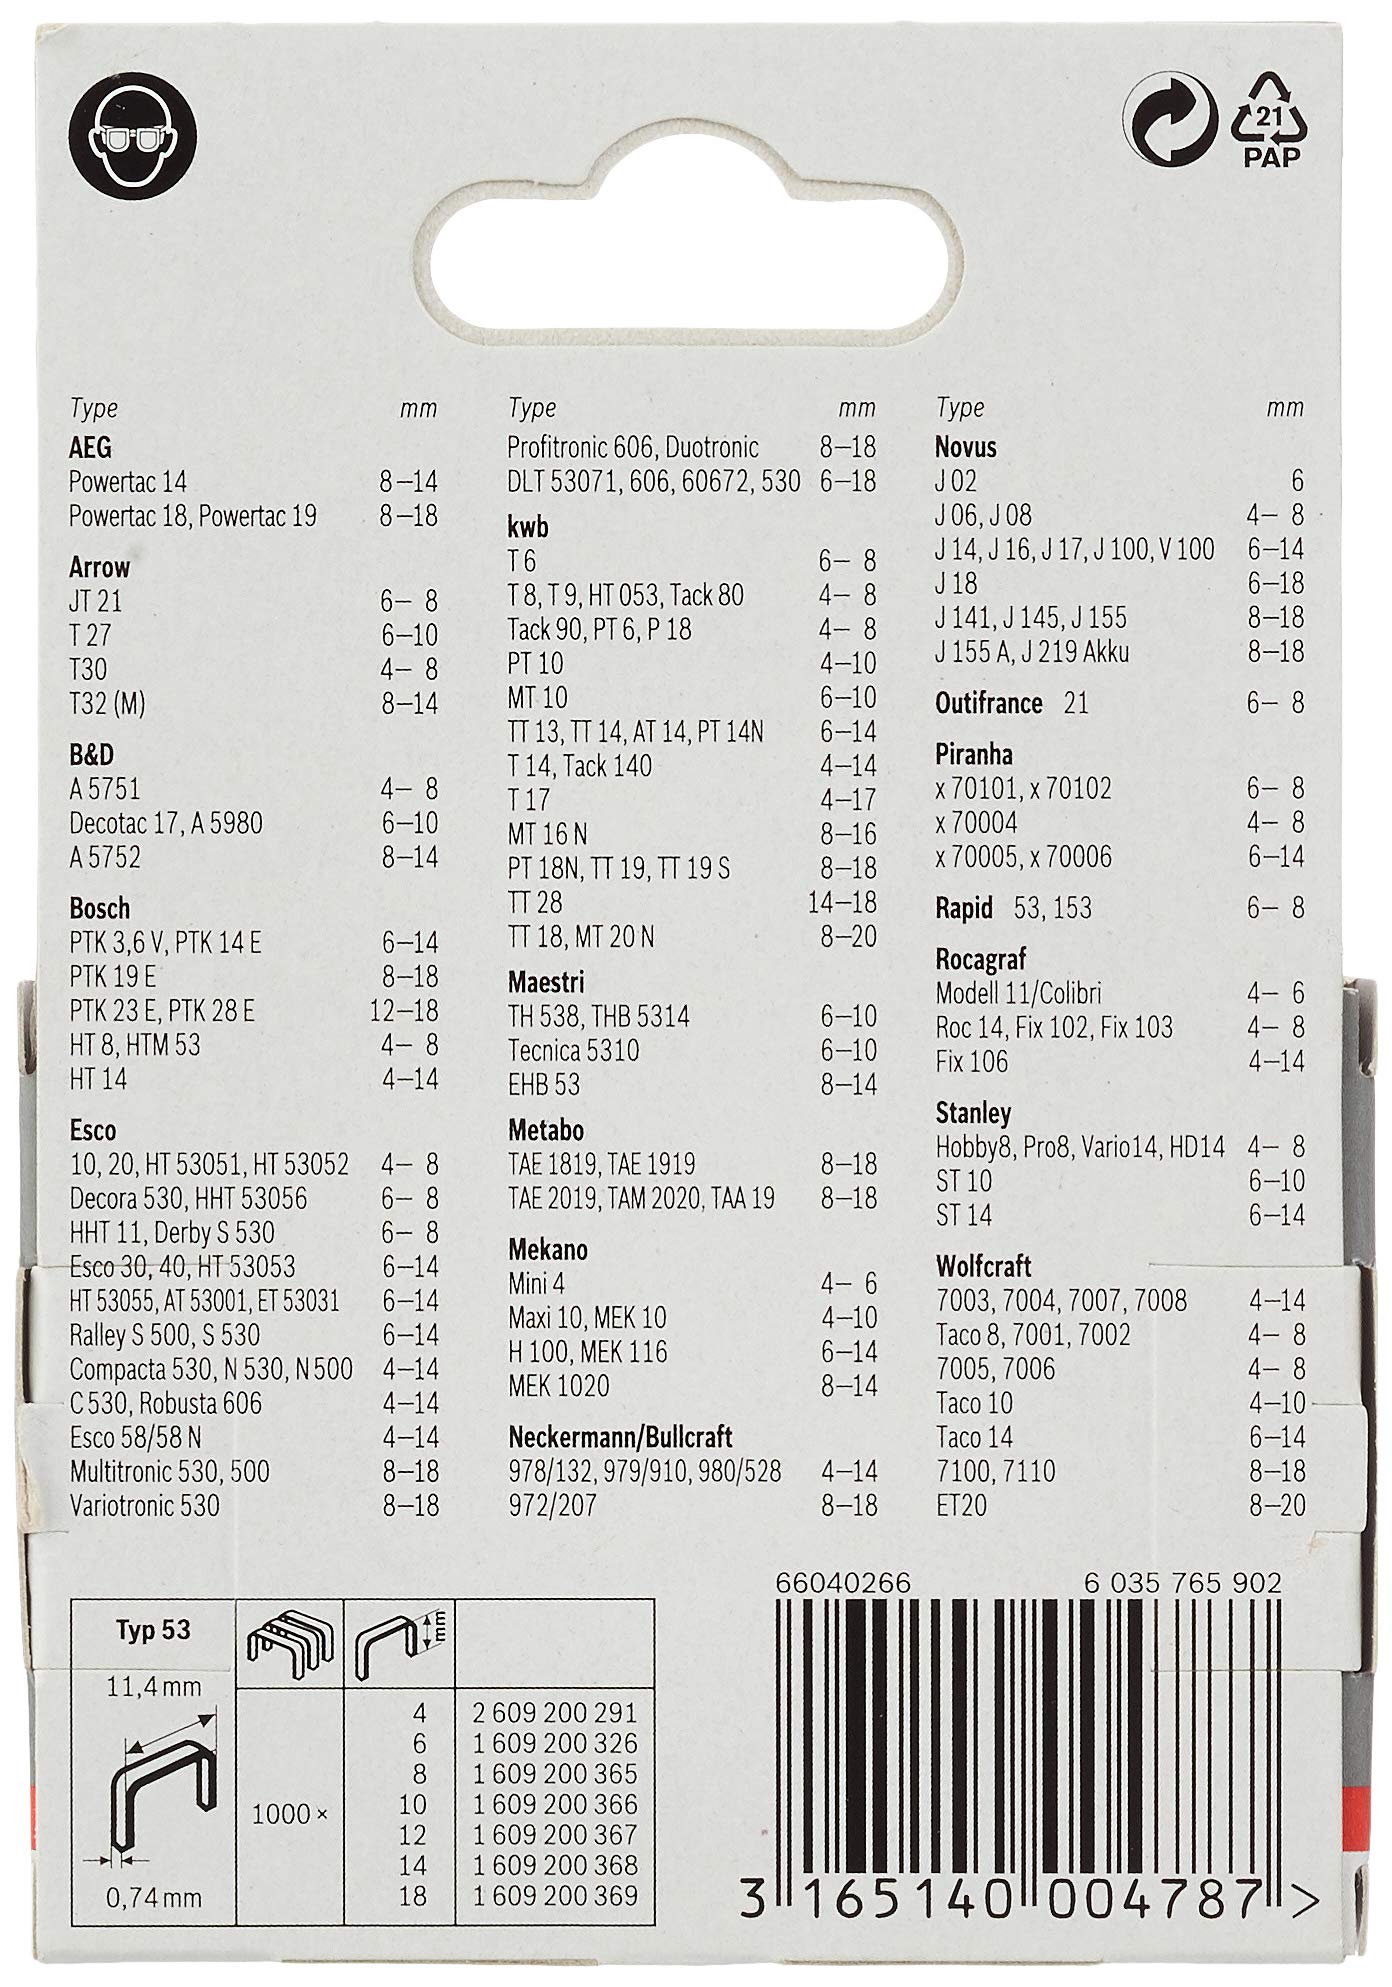 21
PAP
Type mm
AEG
Powertac 14 8–14
Powertac 18, Powertac 19 8–18
Arrow
JT 21 6– 8
T 27 6–10
T30 4– 8
T32 (M) 8–14
B&D
A 5751 4– 8
Decotac 17, A 5980 6–10
A 5752 8–14
Bosch
PTK 3,6 V, PTK 14 E 6–14
PTK 19 E 8–18
PTK 23 E, PTK 28 E 12–18
HT 8, HTM 53 4– 8
HT 14 4–14
Esco
10, 20, HT 53051, HT 53052 4– 8
Decora 530, HHT 53056 6– 8
HHT 11, Derby S 530 6– 8
Esco 30, 40, HT 53053 6–14
HT 53055, AT 53001, ET 53031 6–14
Ralley S 500, S 530 6–14
Compacta 530, N 530, N 500 4–14
C 530, Robusta 606 4–14
Esco 58/58 N 4–14
Multitronic 530, 500 8–18
Variotronic 530 8–18
Type mm
Profitronic 606, Duotronic 8–18
DLT 53071, 606, 60672, 530 6–18
kwb
T 6 6– 8
T 8, T 9, HT 053, Tack 80 4– 8
Tack 90, PT 6, P 18 4– 8
PT 10 4–10
MT 10 6–10
TT 13, TT 14, AT 14, PT 14N 6–14
T 14, Tack 140 4–14
T 17 4–17
MT 16 N 8–16
PT 18N, TT 19, TT 19 S 8–18
TT 28 14–18
TT 18, MT 20 N 8–20
Maestri
TH 538, THB 5314 6–10
Tecnica 5310 6–10
EHB 53 8–14
Metabo
TAE 1819, TAE 1919 8–18
TAE 2019, TAM 2020, TAA 19 8–18
Mekano
Mini 4 4– 6
Maxi 10, MEK 10 4–10
H 100, MEK 116 6–14
MEK 1020 8–14
Neckermann/Bullcraft
978/132, 979/910, 980/528 4–14
972/207 8–18
Type mm
Novus
J 02 6
J 06, J 08 4– 8
J 14, J 16, J 17, J 100, V 100 6–14
J 18 6–18
J 141, J 145, J 155 8–18
J 155 A, J 219 Akku 8–18
Outifrance 21 6– 8
Piranha
x 70101, x 70102 6– 8
x 70004 4– 8
x 70005, x 70006 6–14
Rapid 53, 153 6– 8
Rocagraf
Modell 11/Colibri 4– 6
Roc 14, Fix 102, Fix 103 4– 8
Fix 106 4–14
Stanley
Hobby8, Pro8, Vario14, HD14 4– 8
ST 10 6–10
ST 14 6–14
Wolfcraft
7003, 7004, 7007, 7008 4–14
Taco 8, 7001, 7002 4– 8
7005, 7006 4– 8
Taco 10 4–10
Taco 14 6–14
7100, 7110 8–18
ET20 8–20
Typ 53
mm
11,4 mm
0,74 mm
1000 ×
4 2 609 200 291
6 1 609 200 326
8 1 609 200 365
10 1 609 200 366
12 1 609 200 367
14 1 609 200 368
18 1 609 200 369
66040266 6 035 765 902
3 165140 004787 >